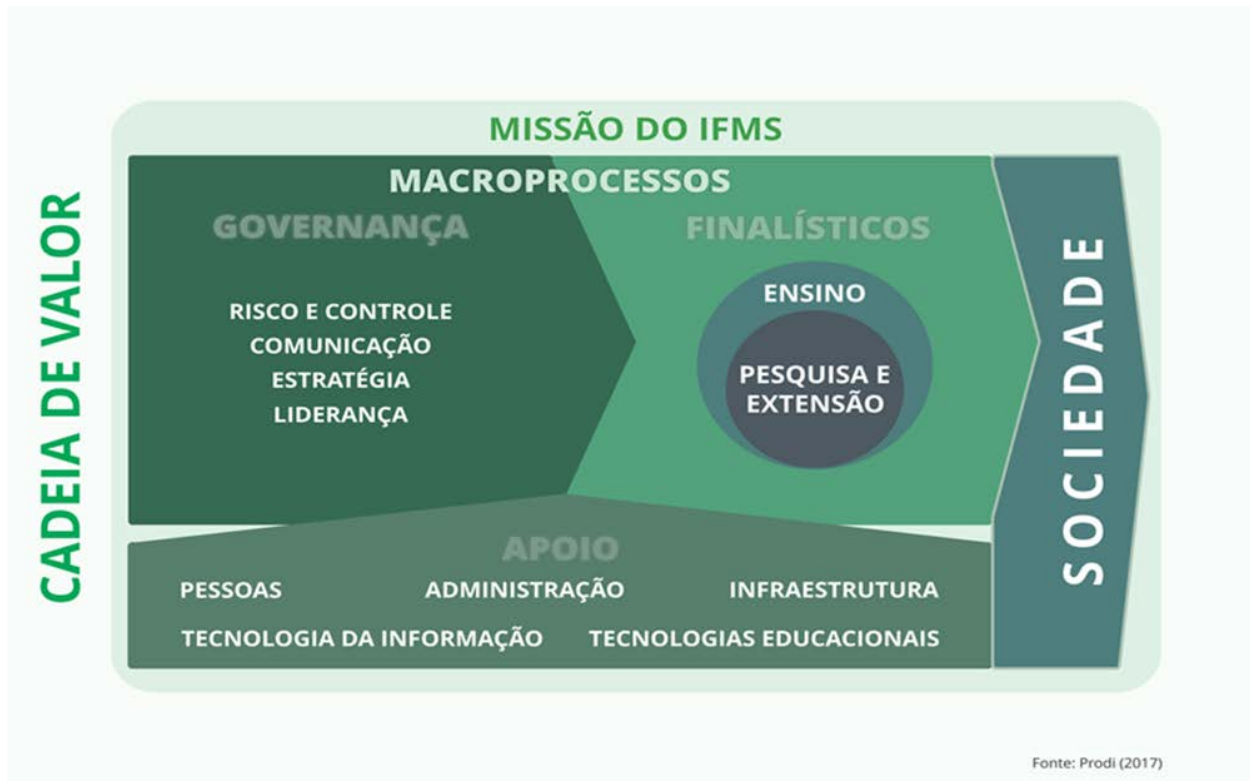 CADEIA DE VALOR
MISSÃO DO IFMS
MACROPROCESSOS
GOVERNANÇA
RISCO E CONTROLE
COMUNICAÇÃO
ESTRATÉGIA
LIDERANÇA
FINALÍSTICOS
ENSINO
PESQUISA E
EXTENSÃO
APOIO
PESSOAS
ADMINISTRAÇÃO
INFRAESTRUTURA
TECNOLOGIA DA INFORMAÇÃO
TECNOLOGIAS EDUCACIONAIS
SOCIEDADE
Fonte: Prodi (2017)